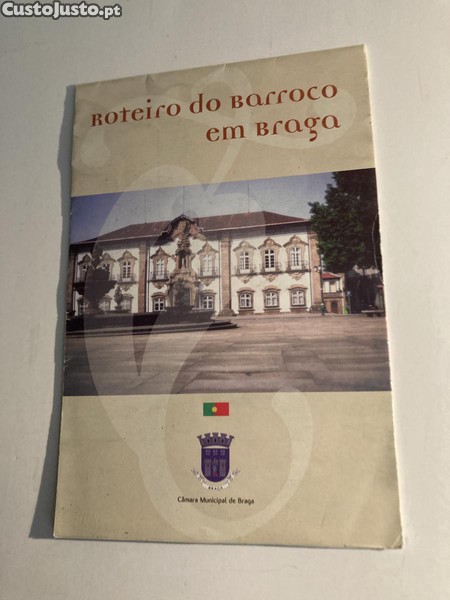 CustoJusto.pt
Roteiro do Barroco
em Braga
Câmara Municipal de Braga